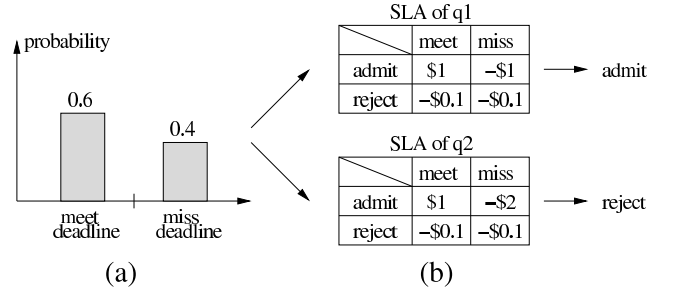 probability
0.6
0.4
meet
deadline
miss
deadline
(a)
SLA of q1
meet miss
admit $1 −$1
reject −$0.1 −$0.1
admit
SLA of q2
meet miss
admit $1 −$2
reject −$0.1 −$0.1
reject
(b)